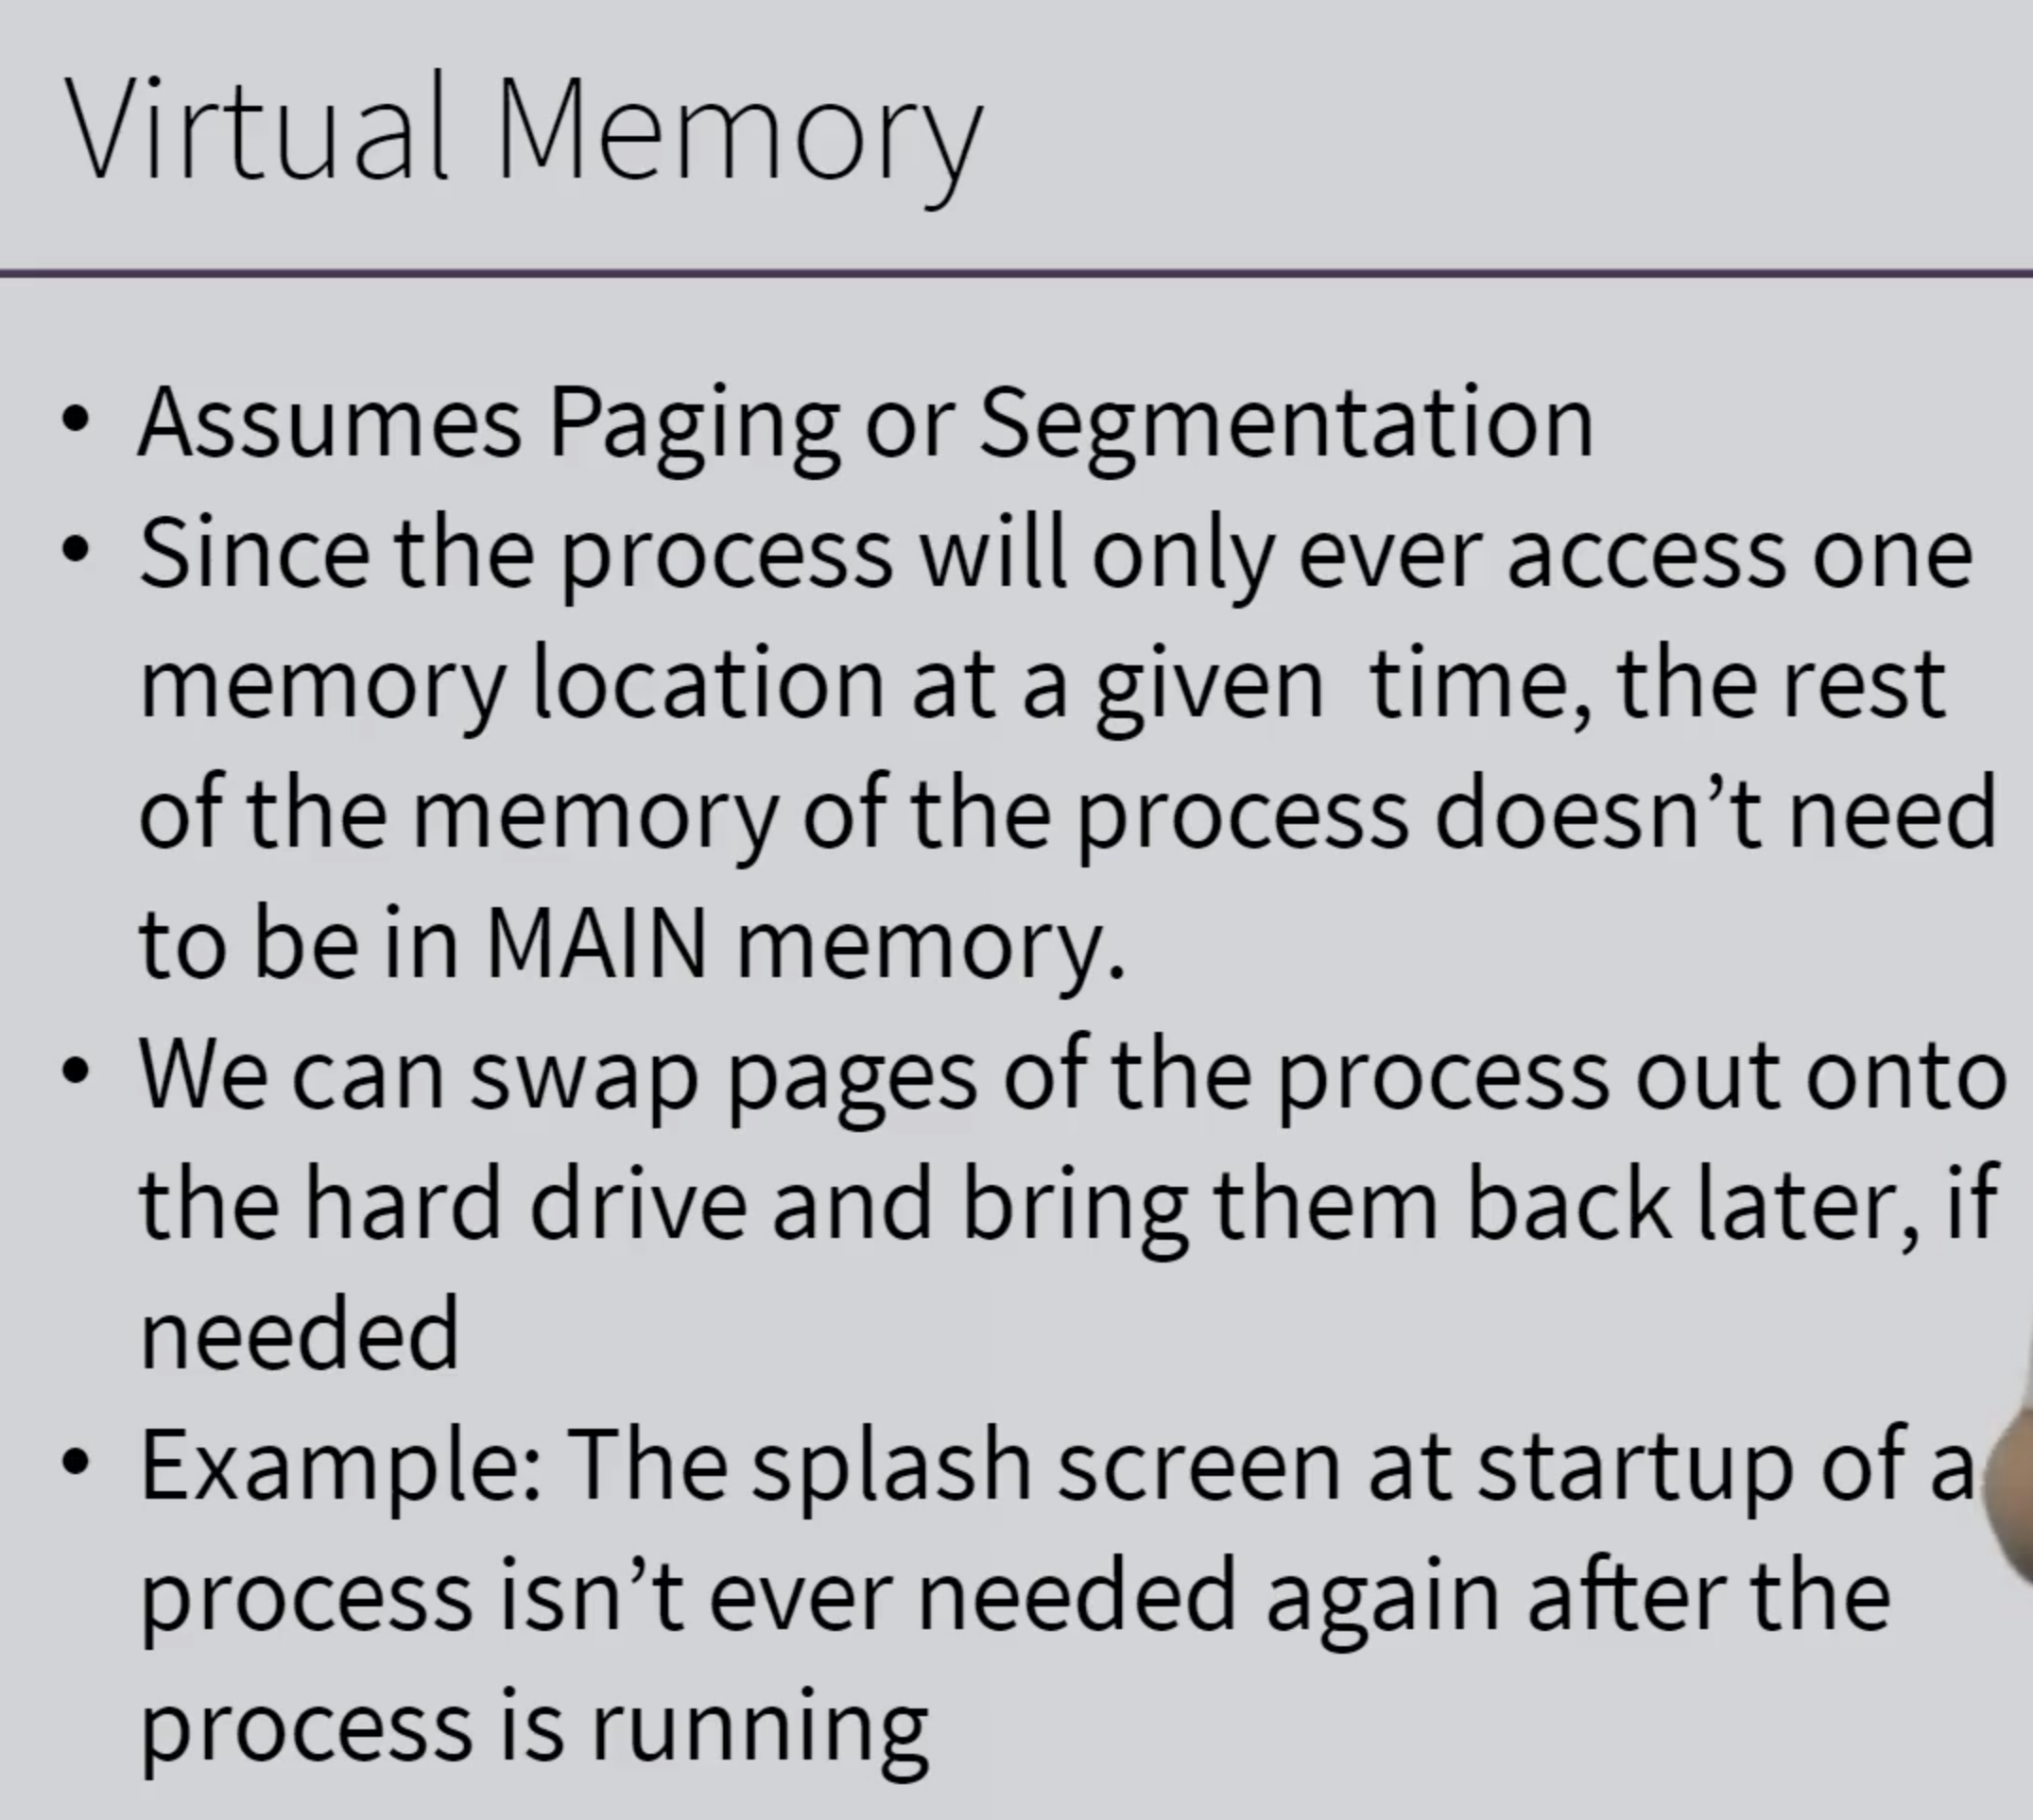 Virtual Memory
• Assumes Paging or Segmentation
• Since the process will only ever access one
memory location at a given  time, the rest
of the memory of the process doesn’t need
to be in MAIN memory.
• We can swap pages of the process out onto
the hard drive and bring them back later, if
needed
• Example: The splash screen at startup of a
process isn’t ever needed again after the
process is running